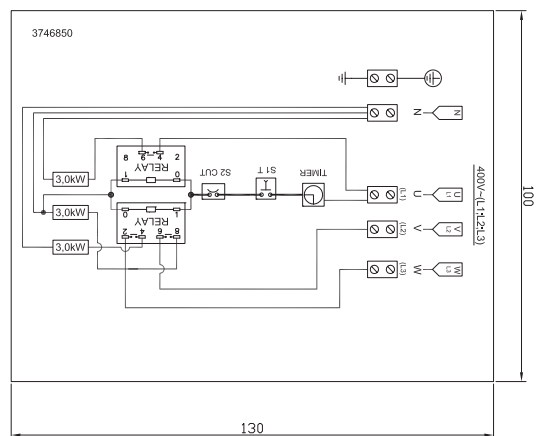 3746850
N
N
8 6 4 2
RELAY
1 0
3,0kW
S2 CUT
S1 T
TIMER
(L1)
U
L1
U
400V~(L1;L2;L3)
100
3,0kW
0 1
RELAY
2 4 6 8
(L2)
V
L2
V
3,0kW
(L3)
W
L3
W
130